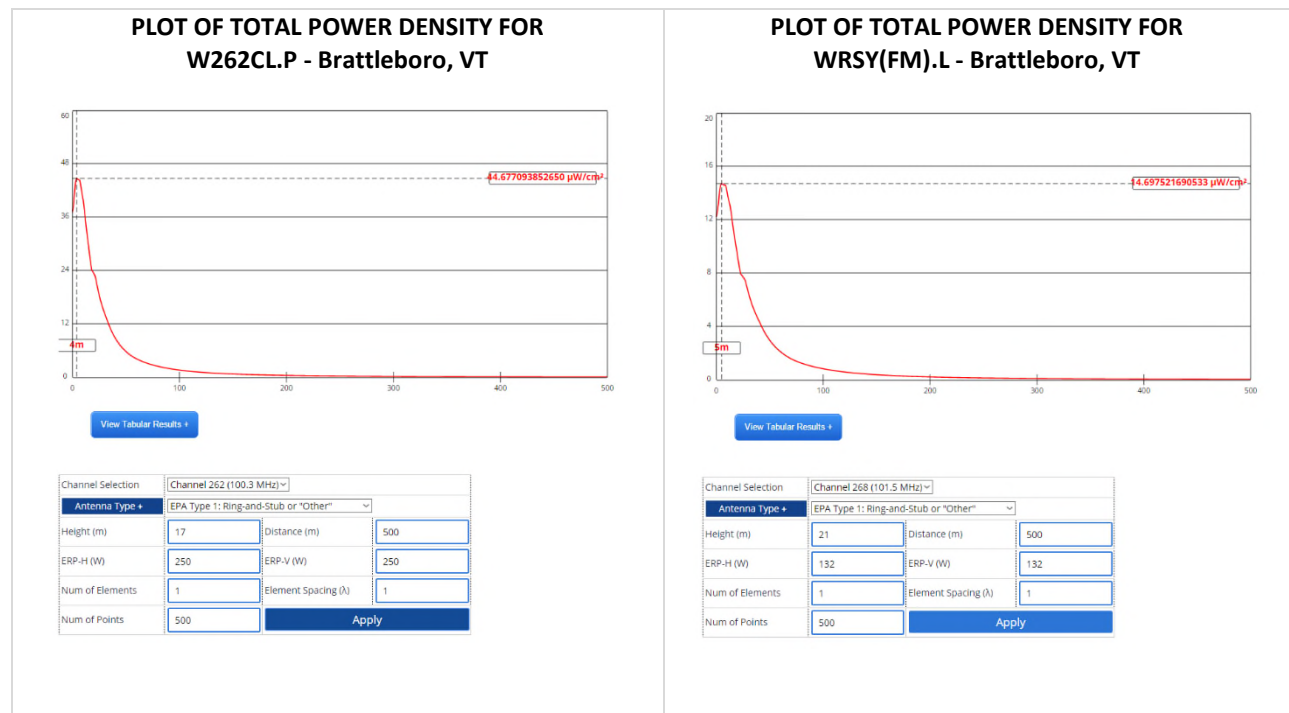 PLOT OF TOTAL POWER DENSITY FOR
W262CL.P - Brattleboro, VT
60
48
44.677093852650 µW/cm²
36
24
12
4m
0
0 100 200 300 400 500
View Tabular Results +
Channel Selection Channel 262 (100.3 MHz)
Antenna Type + EPA Type 1: Ring-and-Stub or "Other"
Height (m) 17 Distance (m) 500
ERP-H (W) 250 ERP-V (W) 250
Num of Elements 1 Element Spacing (λ) 1
Num of Points 500 Apply
PLOT OF TOTAL POWER DENSITY FOR
WRSY(FM).L - Brattleboro, VT
20
16
14.697521690533 µW/cm²
12
8
4
5m
0
0 100 200 300 400 500
View Tabular Results +
Channel Selection Channel 268 (101.5 MHz)
Antenna Type + EPA Type 1: Ring-and-Stub or "Other"
Height (m) 21 Distance (m) 500
ERP-H (W) 132 ERP-V (W) 132
Num of Elements 1 Element Spacing (λ) 1
Num of Points 500 Apply